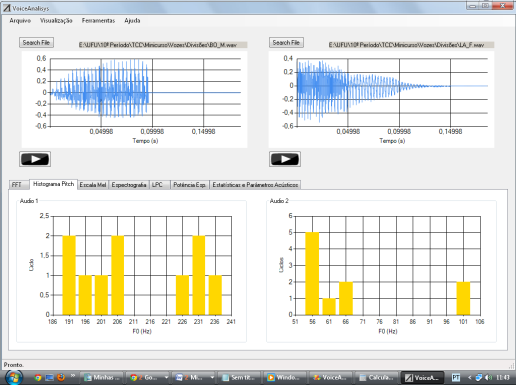 VoiceAnalisys
Arquivo Visualização Ferramentas Ajuda
Search File
E:\UFU\10º Período\TCC\Minicurso\Vozes\Divisões\BO_M.wav
0,6
0,4
0,2
0
-0,2
-0,4
-0,6
0,04998 0,09998 0,14998
Tempo (s)
Search File
E:\UFU\10º Período\TCC\Minicurso\Vozes\Divisões\LA_F.wav
0,4
0,2
0
-0,2
-0,4
-0,6
0,04998 0,09998 0,14998
Tempo (s)
FFT Histograma Pitch Escala Mel Espectrografia LPC Potência Esp. Estatísticas e Parâmetros Acústicos
Audio 1
2,5
2
1,5
1
0,5
0
Ciclo
186 191 196 201 206 211 216 221 226 231 236 241
F0 (Hz)
Audio 2
6
5
4
3
2
1
0
Ciclos
51 56 61 66 71 76 81 86 91 96 101 106
F0 (Hz)
Pronto.
Minhas ... Go... Mi... Sem tít... Windo... VoiceA... Calcula... VoiceA... PT 11:43